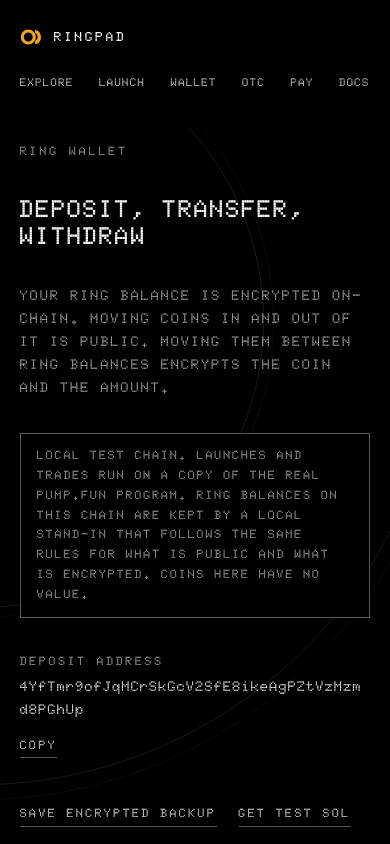 RINGPAD
EXPLORE LAUNCH WALLET OTC PAY DOCS
RING WALLET
DEPOSIT, TRANSFER,
WITHDRAW
YOUR RING BALANCE IS ENCRYPTED ON-
CHAIN. MOVING COINS IN AND OUT OF
IT IS PUBLIC. MOVING THEM BETWEEN
RING BALANCES ENCRYPTS THE COIN
AND THE AMOUNT.
LOCAL TEST CHAIN. LAUNCHES AND
TRADES RUN ON A COPY OF THE REAL
PUMP.FUN PROGRAM. RING BALANCES ON
THIS CHAIN ARE KEPT BY A LOCAL
STAND-IN THAT FOLLOWS THE SAME
RULES FOR WHAT IS PUBLIC AND WHAT
IS ENCRYPTED. COINS HERE HAVE NO
VALUE.
DEPOSIT ADDRESS
4YfTmr9ofJqMCrSkGcV2SfE8ikeAgPZtVzMzm
d8PGhUp
COPY
SAVE ENCRYPTED BACKUP GET TEST SOL